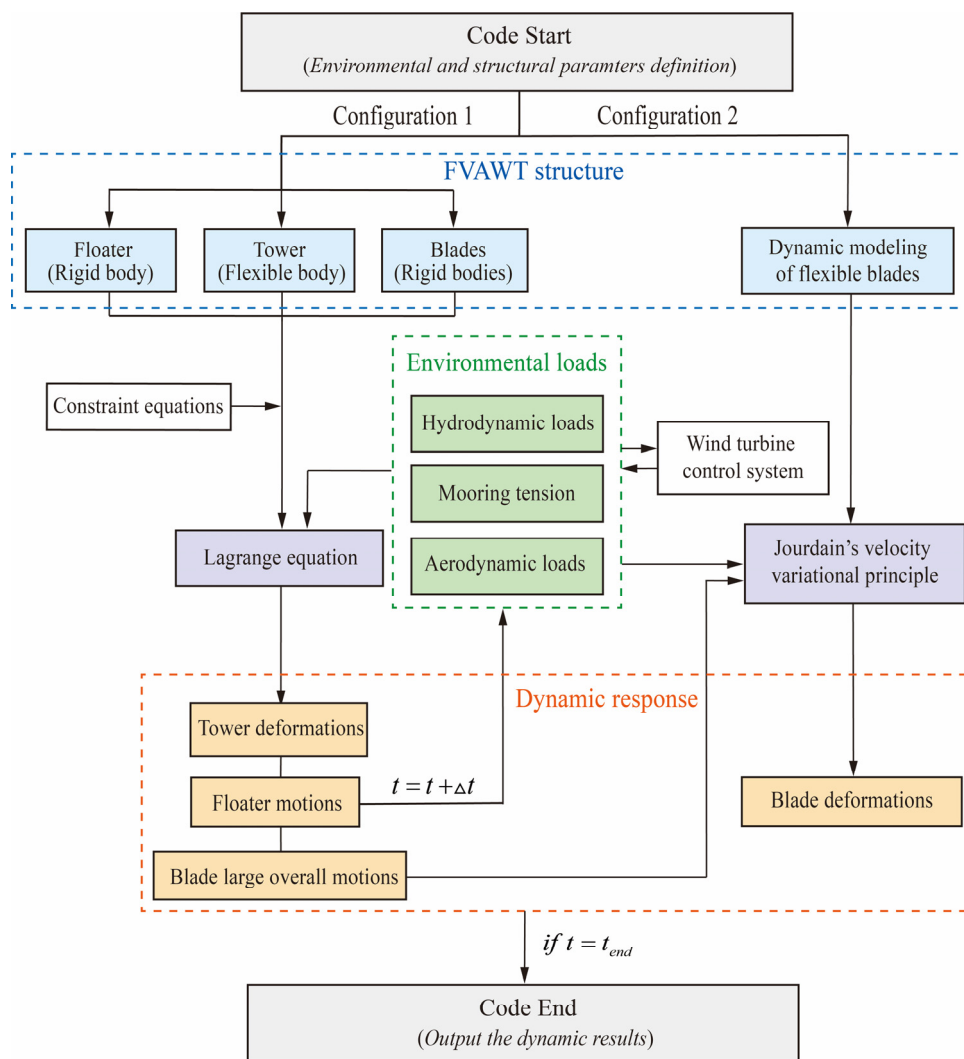 Code Start
(Environmental and structural paramters definition)
Configuration 1
Configuration 2
FVAWT structure
Floater
(Rigid body)
Tower
(Flexible body)
Blades
(Rigid bodies)
Dynamic modeling
of flexible blades
Environmental loads
Constraint equations
Hydrodynamic loads
Mooring tension
Aerodynamic loads
Wind turbine
control system
Lagrange equation
Jourdain's velocity
variational principle
Dynamic response
Tower deformations
Floater motions
t = t + △t
Blade deformations
Blade large overall motions
if t = t_end
Code End
(Output the dynamic results)